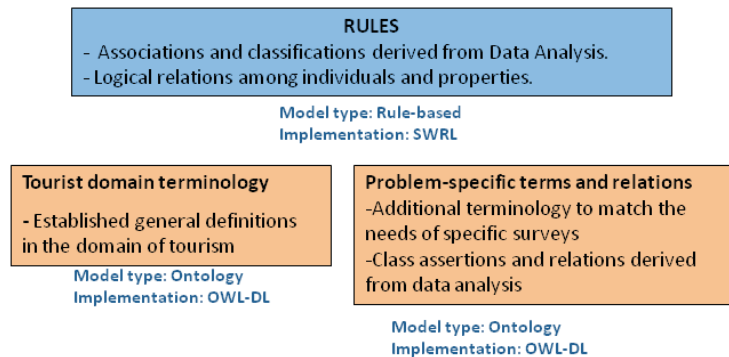 RULES
- Associations and classifications derived from Data Analysis.
- Logical relations among individuals and properties.
Model type: Rule-based
Implementation: SWRL
Tourist domain terminology
- Established general definitions
in the domain of tourism
Model type: Ontology
Implementation: OWL-DL
Problem-specific terms and relations
-Additional terminology to match the
needs of specific surveys
-Class assertions and relations derived
from data analysis
Model type: Ontology
Implementation: OWL-DL